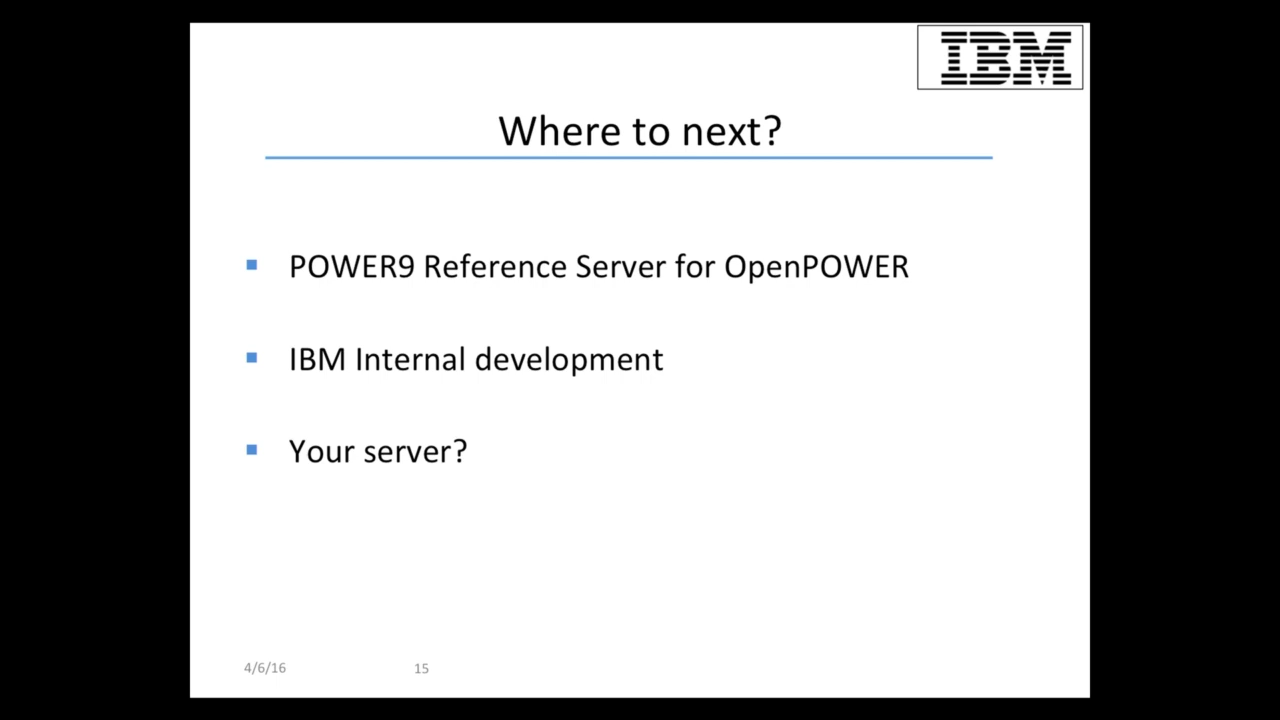 IBM
Where to next?
POWER9 Reference Server for OpenPOWER
IBM Internal development
Your server?
4/6/16
15